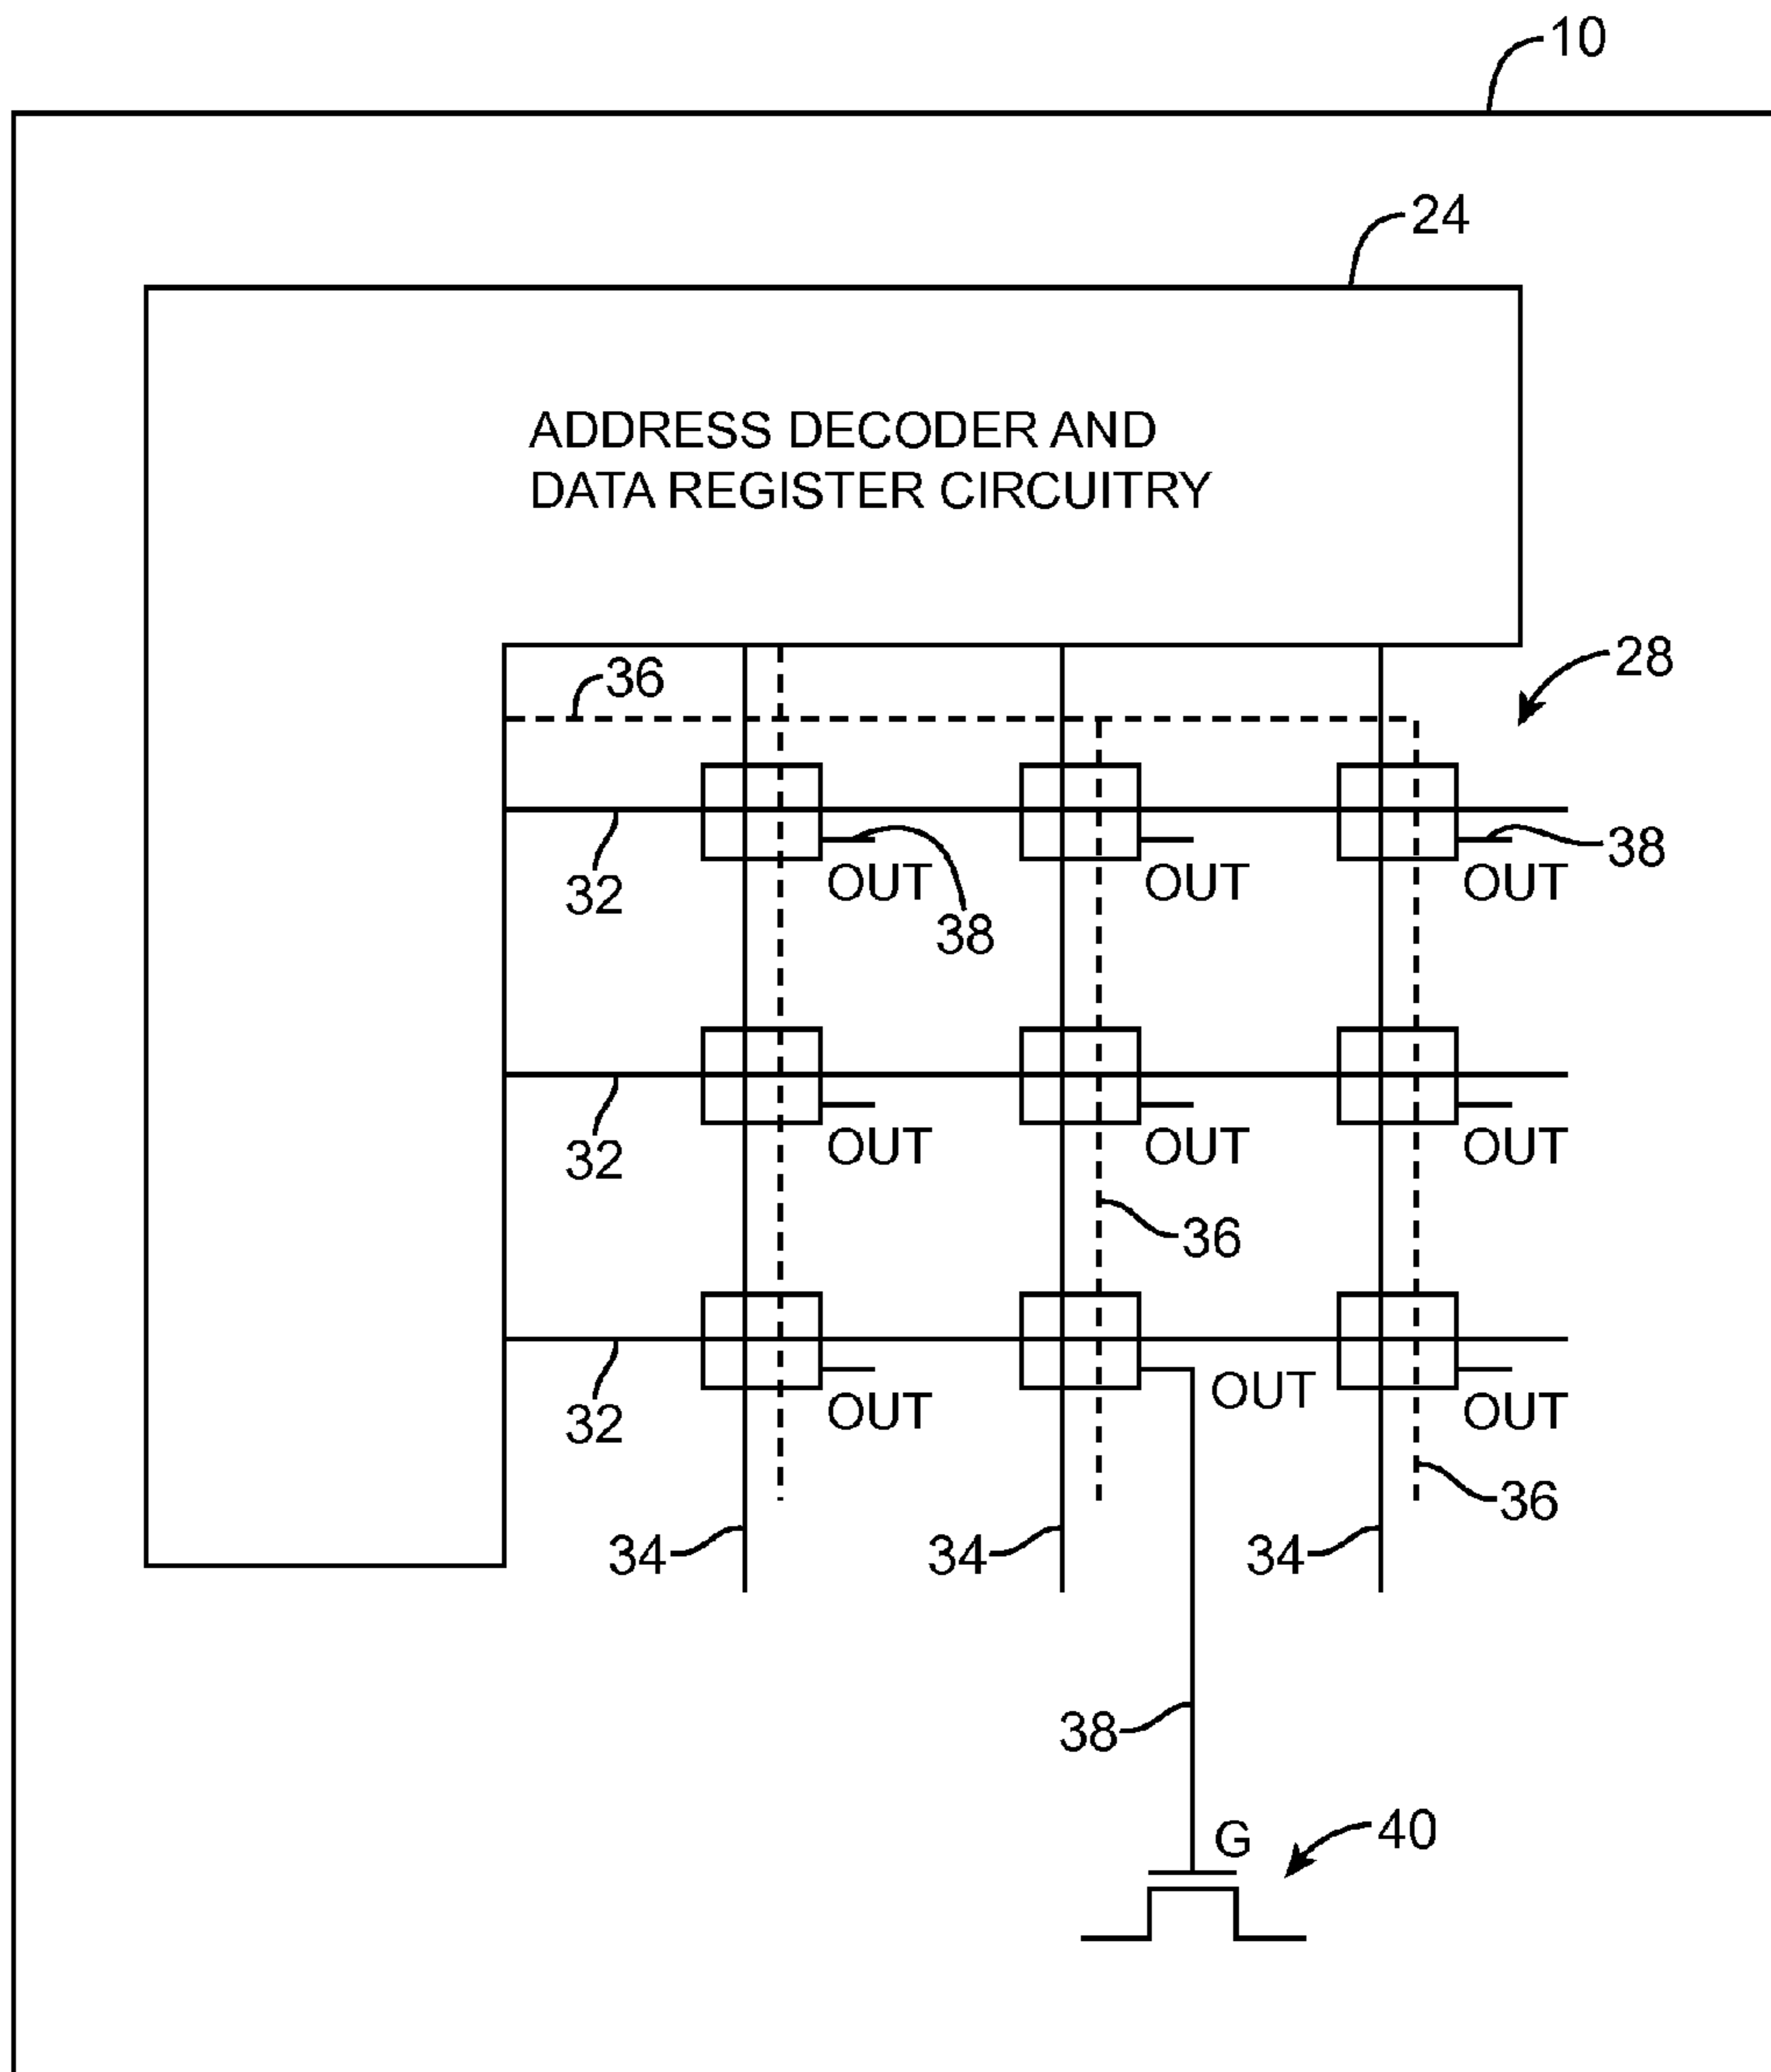 10
24
ADDRESS DECODER AND
DATA REGISTER CIRCUITRY
28
36
38
32
OUT
OUT
OUT
38
32
OUT
OUT
OUT
36
OUT
32
OUT
OUT
36
34
34
34
38
G
40